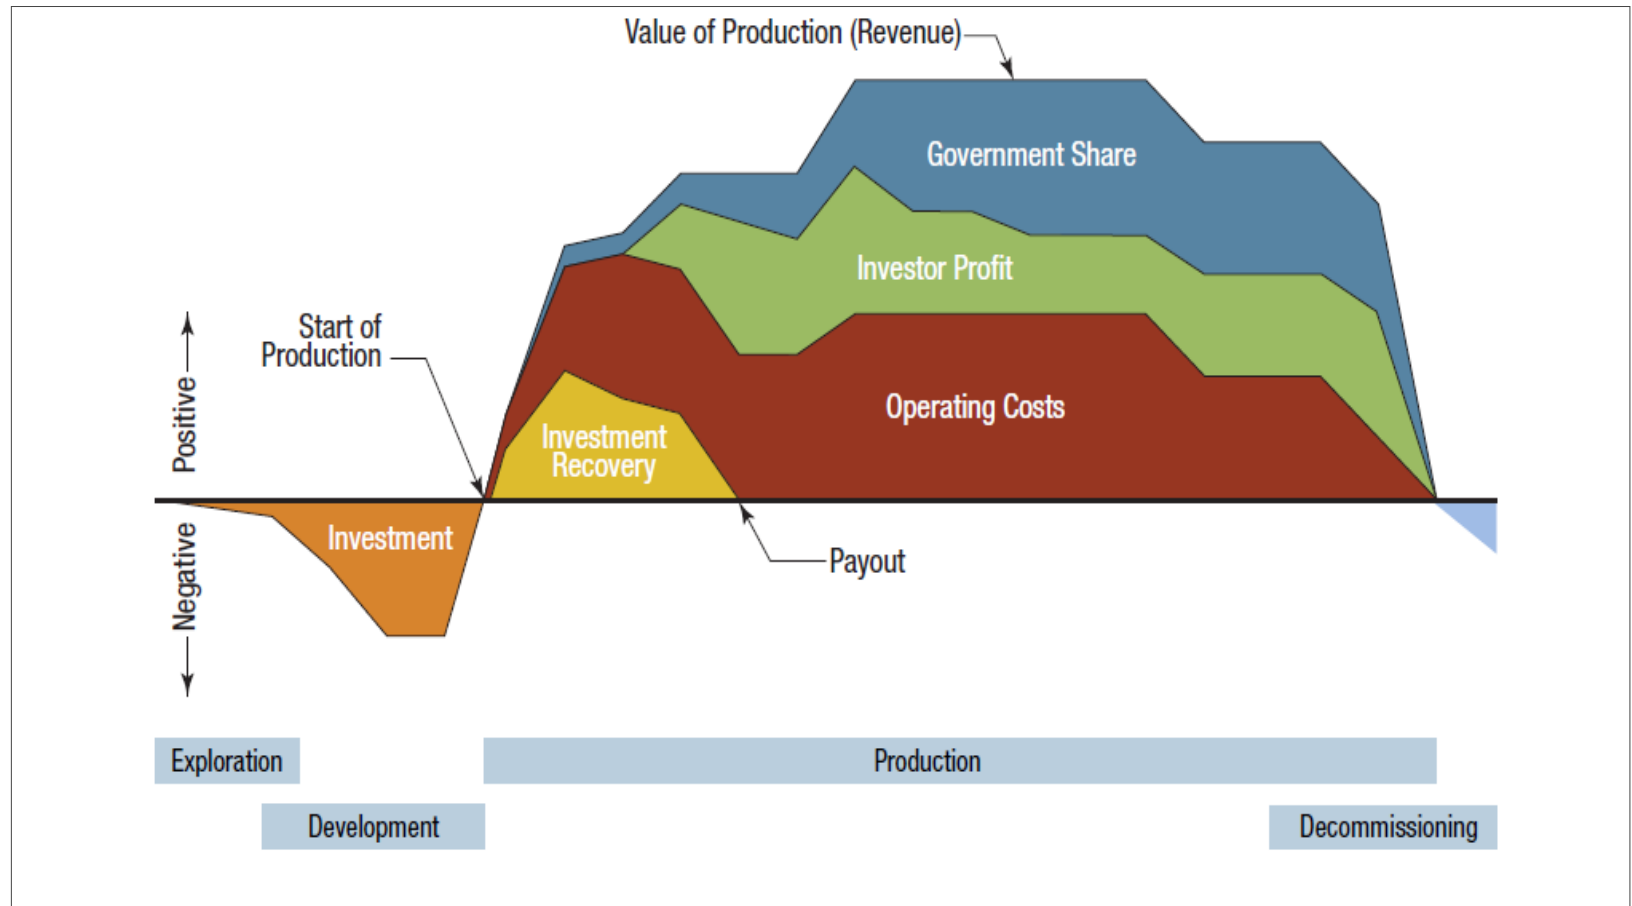 Value of Production (Revenue)
Government Share
Investor Profit
Start of
Production
Positive
Operating Costs
Investment
Recovery
Investment
Negative
Payout
Exploration
Production
Development
Decommissioning